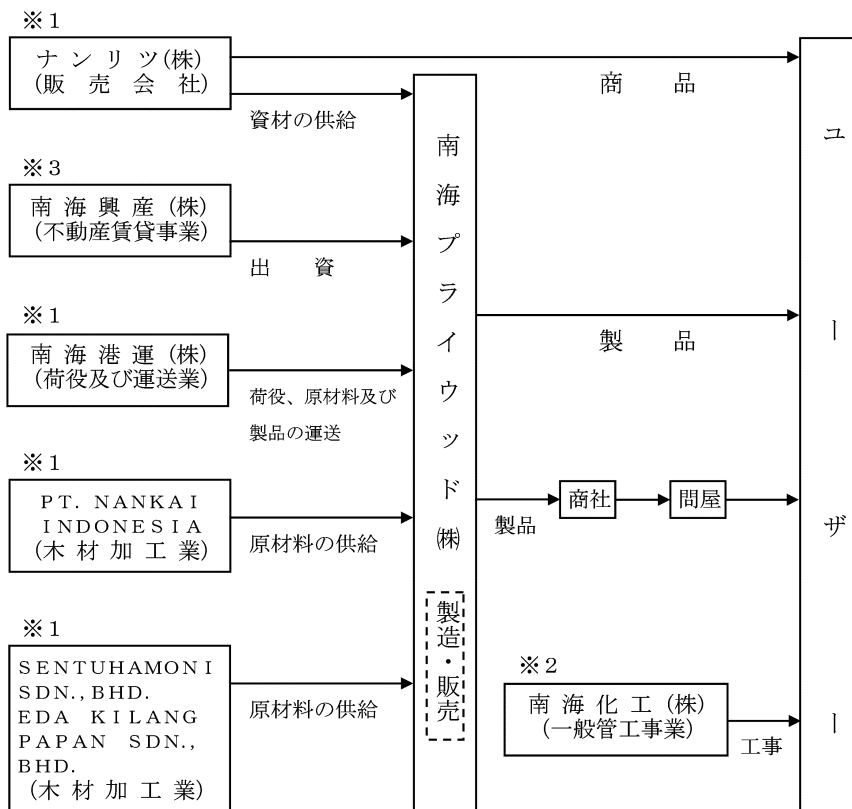 ※1
ナンリツ(株)
(販売会社)
商品
資材の供給
※3
南海興産(株)
(不動産賃貸事業)
出資
※1
南海港運(株)
(荷役及び運送業)
荷役、原材料及び
製品の運送
※1
PT. NANKAI
INDONESIA
(木材加工業)
原材料の供給
※1
SENTUHAMONI
SDN., BHD.
EDA KILANG
PAPAN SDN.,
BHD.
(木材加工業)
原材料の供給
南海プライウッド㈱
製造・販売
製品
製品
商社
問屋
※2
南海化工(株)
(一般管工事業)
工事
ユーザー